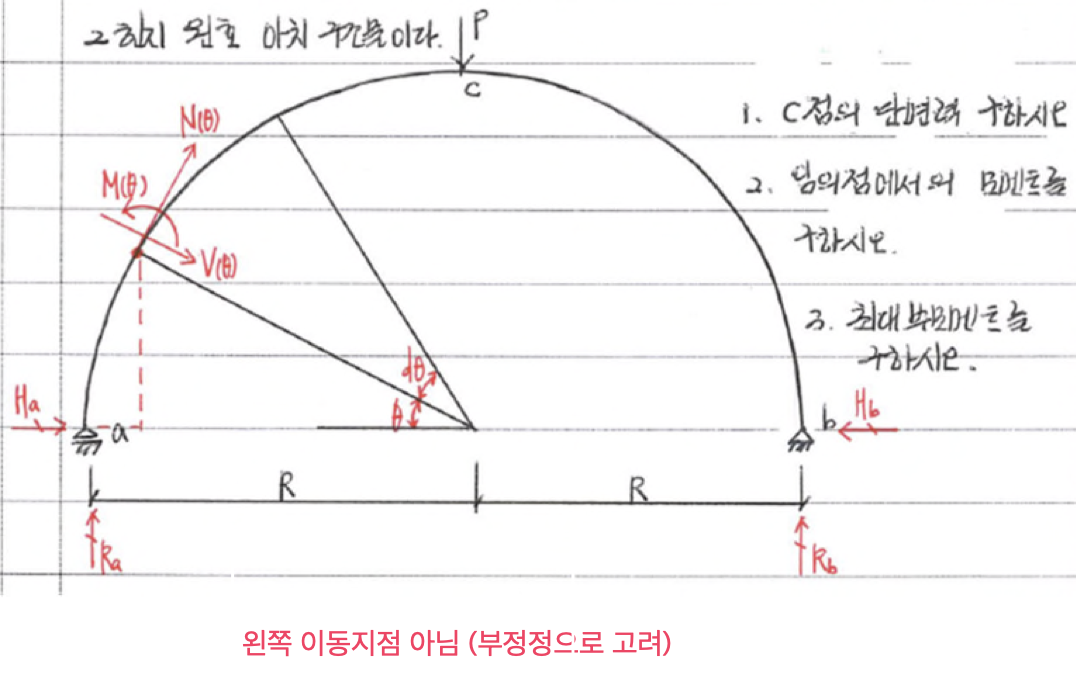 2힌지 원호 아치 구조물이다.
P
C
1. C점의 단면력 구하시오
N(θ)
M(θ)
V(θ)
2. 임의점에서의 모멘트를
구하시오.
3. 최대 부모멘트를
구하시오.
dθ
θ
Ha
a
b
Hb
R
R
Ra
Rb
왼쪽 이동지점 아님 (부정정으로 고려)